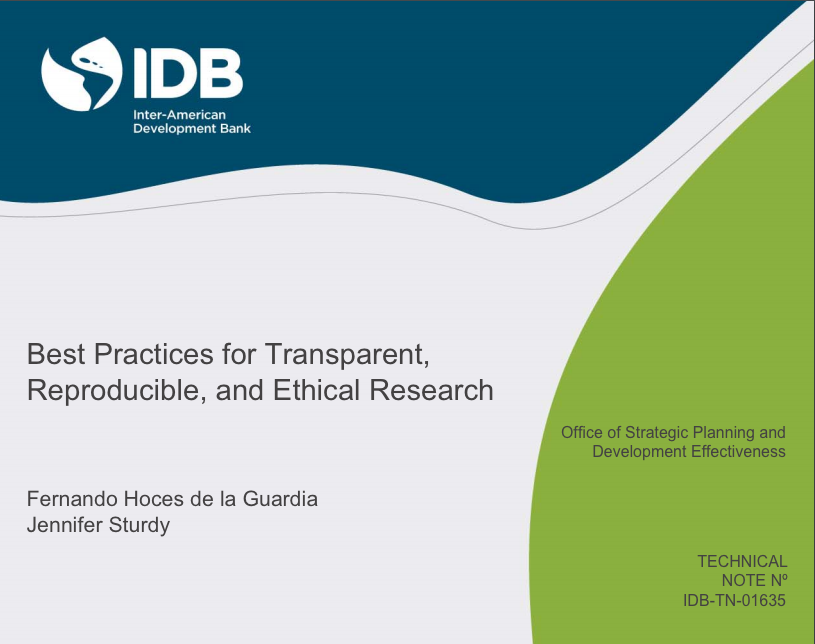 IDB
Inter-American
Development Bank
Best Practices for Transparent,
Reproducible, and Ethical Research
Office of Strategic Planning and
Development Effectiveness
Fernando Hoces de la Guardia
Jennifer Sturdy
TECHNICAL
NOTE Nº
IDB-TN-01635